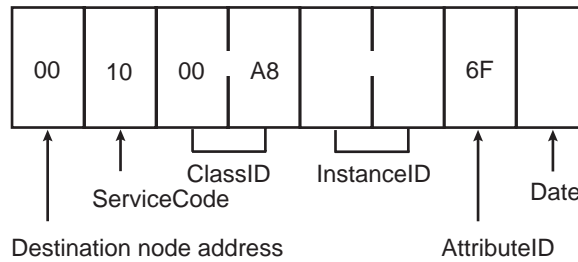 00 10 00 A8 6F
ClassID InstanceID
ServiceCode Date
Destination node address AttributeID